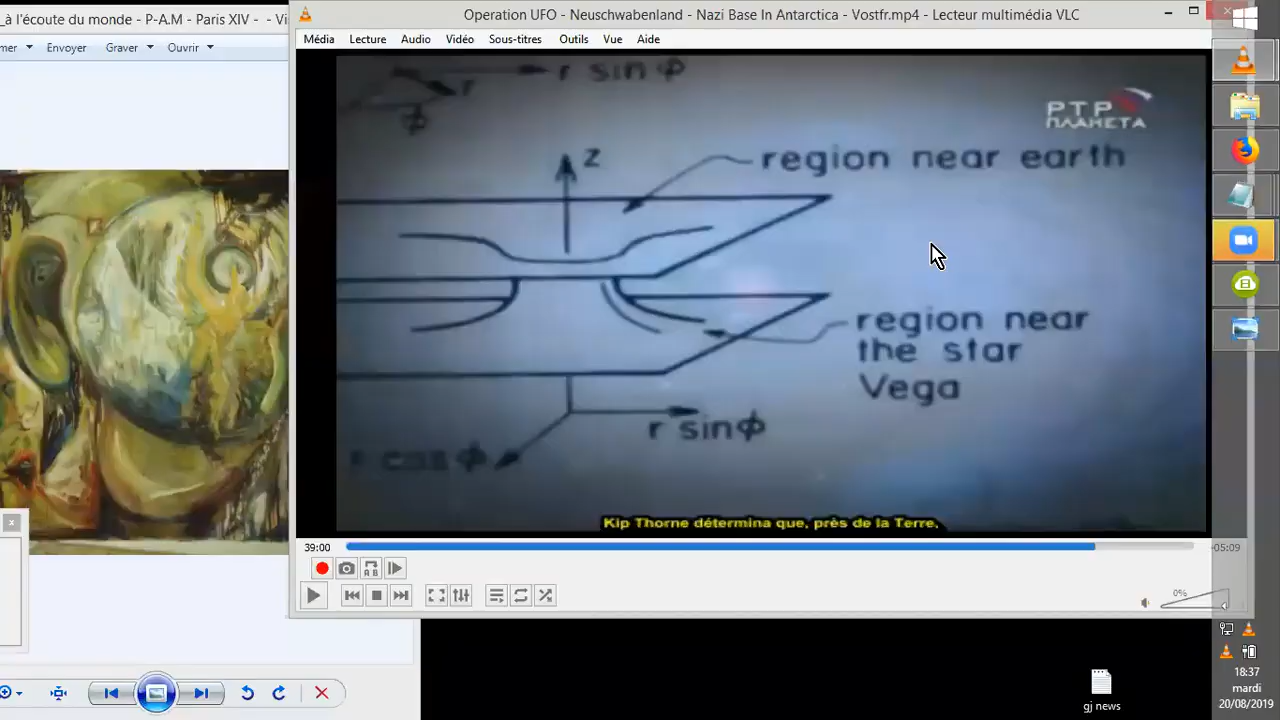 _à l'écoute du monde - P-A.M - Paris XIV -
Operation UFO - Neuschwabenland - Nazi Base In Antarctica - Vostfr.mp4 - Lecteur multimédia VLC
Envoyer Graver Ouvrir
Média Lecture Audio Vidéo Sous-titres Outils Vue Aide
r sin ϕ
r
ϕ
РТР
ПЛАНЕТА
z
region near earth
region near
the star
Vega
r sin ϕ
r cos ϕ
Kip Thorne détermina que, près de la Terre,
39:00
-05:09
0%
gj news
18:37
mardi
20/08/2019